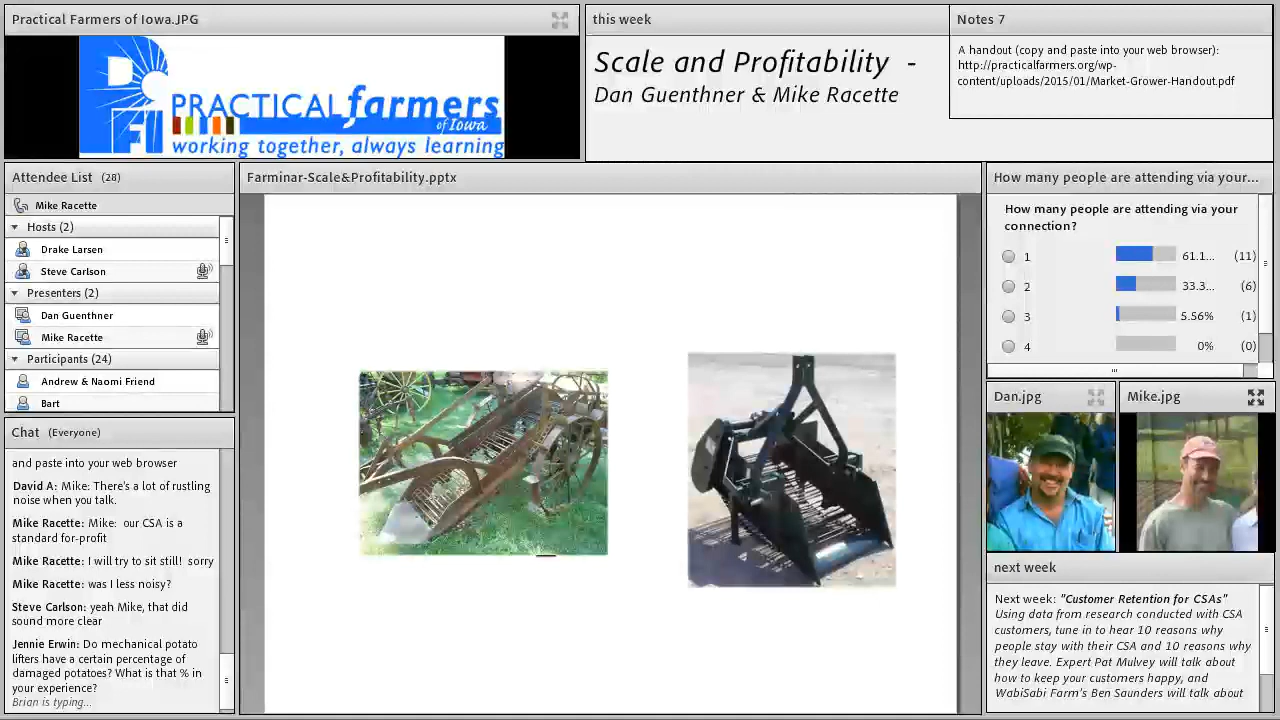 Practical Farmers of Iowa.JPG
PRACTICAL farmers
of Iowa
PFI
working together, always learning
this week
Scale and Profitability -
Dan Guenthner & Mike Racette
Notes 7
A handout (copy and paste into your web browser):
http://practicalfarmers.org/wp-
content/uploads/2015/01/Market-Grower-Handout.pdf
Attendee List (28)
Mike Racette
Hosts (2)
Drake Larsen
Steve Carlson
Presenters (2)
Dan Guenthner
Mike Racette
Participants (24)
Andrew & Naomi Friend
Bart
Chat (Everyone)
and paste into your web browser
David A: Mike: There's a lot of rustling
noise when you talk.
Mike Racette: Mike: our CSA is a
standard for-profit
Mike Racette: I will try to sit still! sorry
Mike Racette: was I less noisy?
Steve Carlson: yeah Mike, that did
sound more clear
Jennie Erwin: Do mechanical potato
lifters have a certain percentage of
damaged potatoes? What is that % in
your experience?
Brian is typing...
Farminar-Scale&Profitability.pptx
How many people are attending via your...
How many people are attending via your
connection?
1 61.1... (11)
2 33.3... (6)
3 5.56% (1)
4 0% (0)
Dan.jpg
Mike.jpg
next week
Next week: "Customer Retention for CSAs"
Using data from research conducted with CSA
customers, tune in to hear 10 reasons why
people stay with their CSA and 10 reasons why
they leave. Expert Pat Mulvey will talk about
how to keep your customers happy, and
WabiSabi Farm's Ben Saunders will talk about